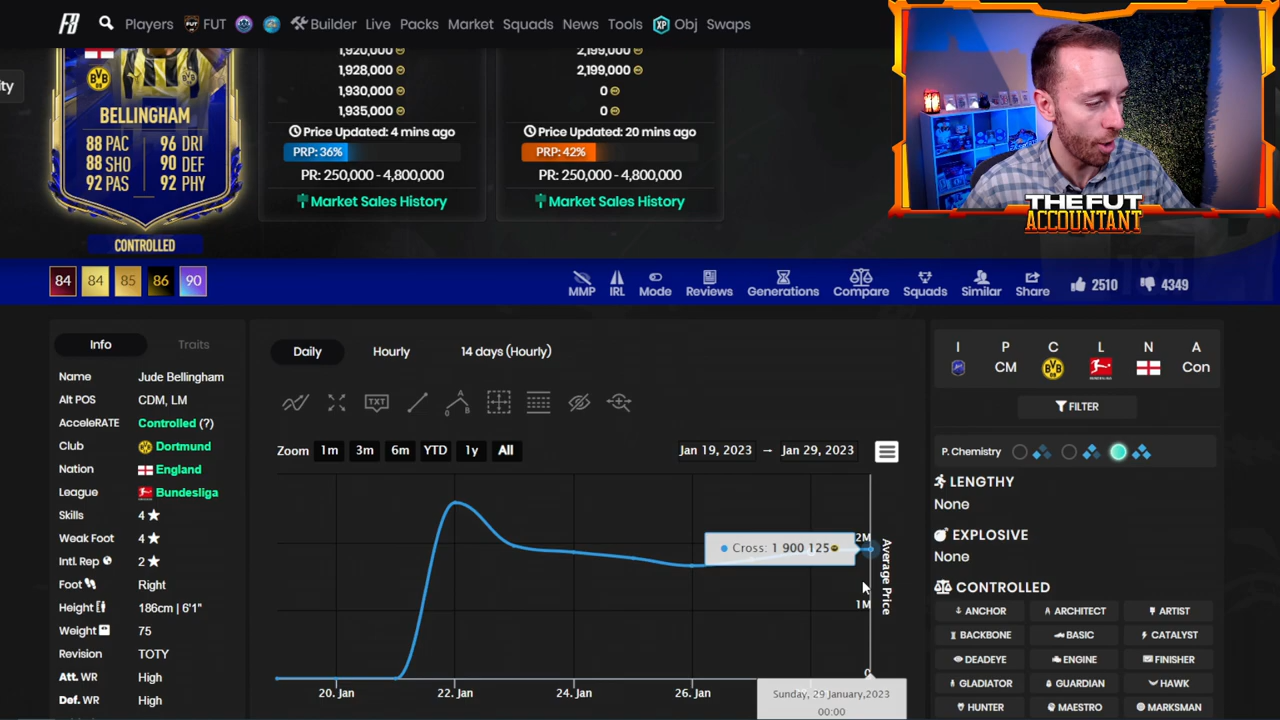 Players FUT Builder Live Packs Market Squads News Tools XP Obj Swaps
ty
BVB 09
BELLINGHAM
88 PAC 96 DRI
88 SHO 90 DEF
92 PAS 92 PHY
CONTROLLED
1,920,000
1,928,000
1,930,000
1,935,000
Price Updated: 4 mins ago
PRP: 36%
PR: 250,000 - 4,800,000
Market Sales History
2,199,000
2,199,000
0
0
Price Updated: 20 mins ago
PRP: 42%
PR: 250,000 - 4,800,000
Market Sales History
THE FUT
ACCOUNTANT
84 84 85 86 90
MMP IRL Mode Reviews Generations Compare Squads Similar Share 2510 4349
Info Traits
Name Jude Bellingham
Alt POS CDM, LM
AcceleRATE Controlled (?)
Club Dortmund
Nation England
League Bundesliga
Skills 4
Weak Foot 4
Intl. Rep 2
Foot Right
Height 186cm | 6'1"
Weight 75
Revision TOTY
Att. WR High
Def. WR High
Daily Hourly 14 days (Hourly)
TXT
Zoom 1m 3m 6m YTD 1y All Jan 19, 2023 → Jan 29, 2023
Cross: 1 900 125
2M
1M
0
Average Price
20. Jan 22. Jan 24. Jan 26. Jan
Sunday, 29 January,2023
00:00
I P C L N A
CM Con
FILTER
P. Chemistry
LENGTHY
None
EXPLOSIVE
None
CONTROLLED
ANCHOR ARCHITECT ARTIST
BACKBONE BASIC CATALYST
DEADEYE ENGINE FINISHER
GLADIATOR GUARDIAN HAWK
HUNTER MAESTRO MARKSMAN